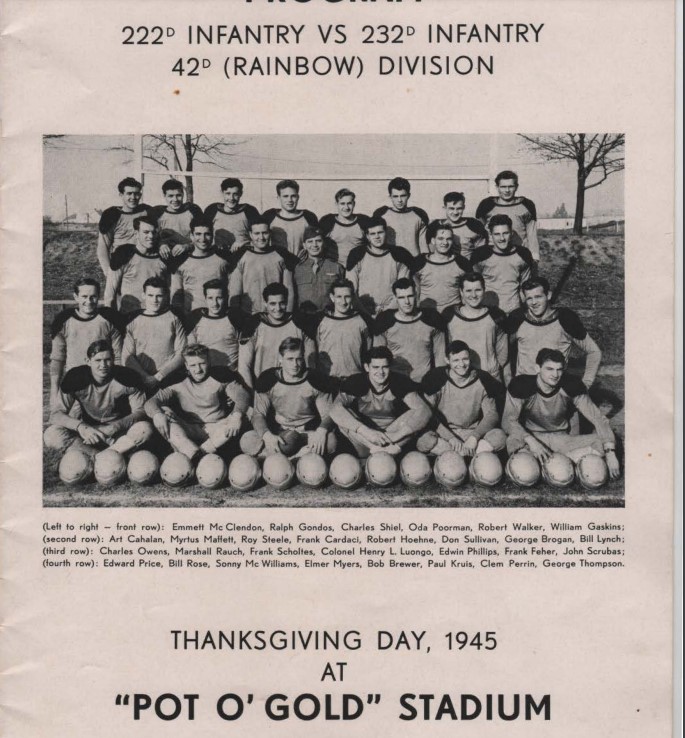 PROGRAM
222ᴰ INFANTRY VS 232ᴰ INFANTRY
42ᴰ (RAINBOW) DIVISION
(Left to right – front row): Emmett Mc Clendon, Ralph Gondos, Charles Shiel, Oda Poorman, Robert Walker, William Gaskins;
(second row): Art Cahalan, Myrtus Maffett, Roy Steele, Frank Cardaci, Robert Hoehne, Don Sullivan, George Brogan, Bill Lynch;
(third row): Charles Owens, Marshall Rauch, Frank Scholtes, Colonel Henry L. Luongo, Edwin Phillips, Frank Feher, John Scrubas;
(fourth row): Edward Price, Bill Rose, Sonny Mc Williams, Elmer Myers, Bob Brewer, Paul Kruis, Clem Perrin, George Thompson.
THANKSGIVING DAY, 1945
AT
"POT O' GOLD" STADIUM